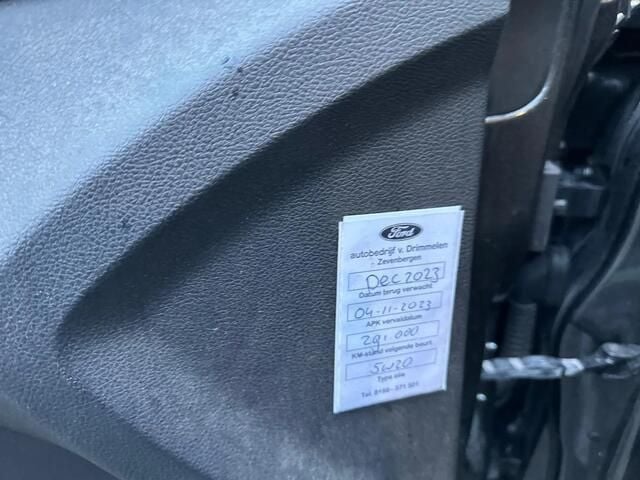 Ford
autobedrijf v. Drimmelen
Zevenbergen
Dec 2023
Datum terug verwacht
04-11-2023
APK vervaldatum
291.000
KM-stand volgende beurt
5W20
Type olie
Tel. 0168 - 371 501